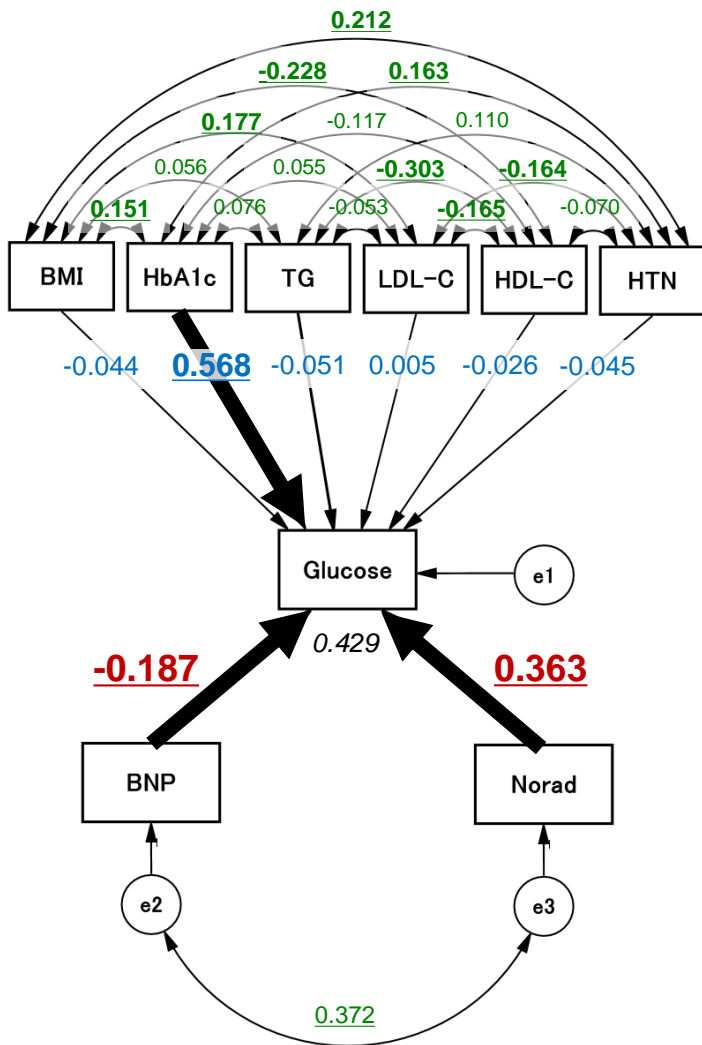 0.212
-0.228 0.163
0.177 -0.117 0.110
0.056 0.055 -0.303 -0.164
0.151 0.076 -0.053 -0.165 -0.070
BMI HbA1c TG LDL-C HDL-C HTN
-0.044 0.568 -0.051 0.005 -0.026 -0.045
Glucose e1
0.429
-0.187 0.363
BNP Norad
e2 e3
0.372